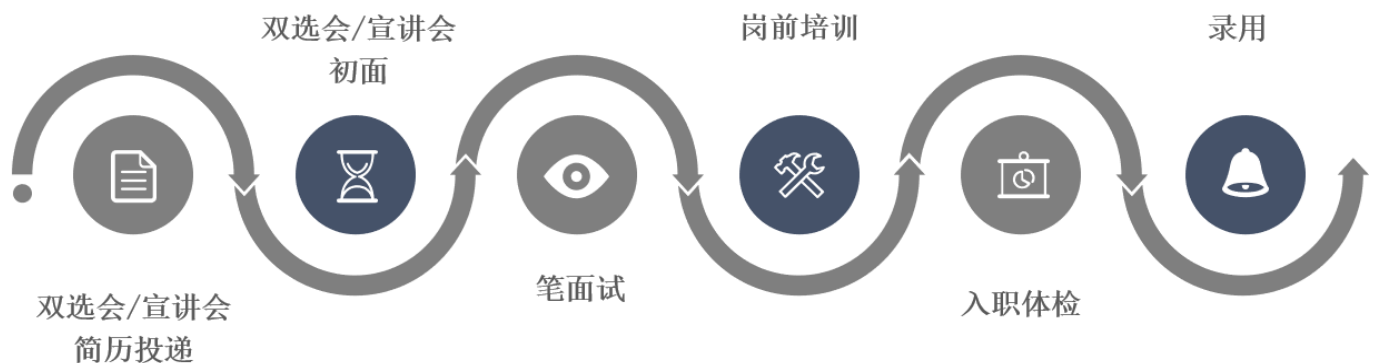 双选会/宣讲会
简历投递
双选会/宣讲会
初面
笔面试
岗前培训
入职体检
录用